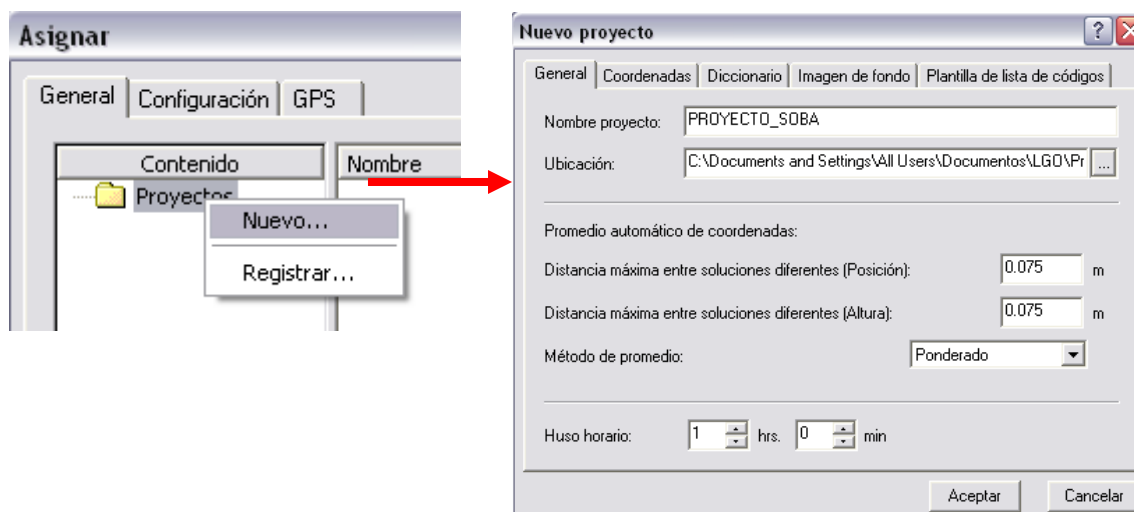 Asignar
General Configuración GPS
Contenido Nombre
Proyectos
Nuevo...
Registrar...
Nuevo proyecto
General Coordenadas Diccionario Imagen de fondo Plantilla de lista de códigos
Nombre proyecto: PROYECTO_SOBA
Ubicación: C:\Documents and Settings\All Users\Documentos\LGO\Pr ...
Promedio automático de coordenadas:
Distancia máxima entre soluciones diferentes (Posición): 0.075 m
Distancia máxima entre soluciones diferentes (Altura): 0.075 m
Método de promedio: Ponderado
Huso horario: 1 hrs. 0 min
Aceptar Cancelar